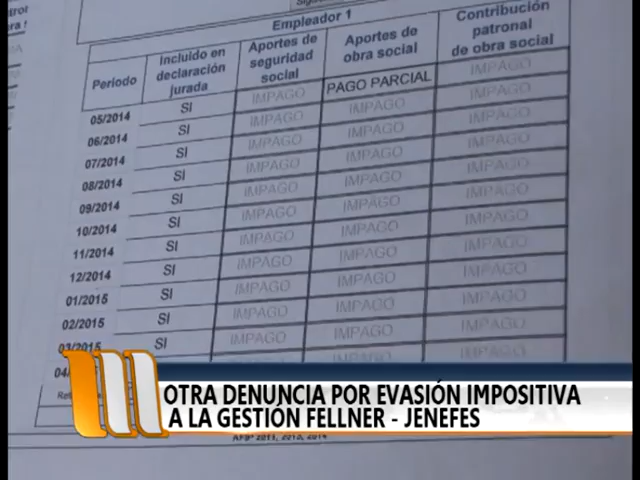 Empleador 1
Período | Incluido en declaración jurada | Aportes de seguridad social | Aportes de obra social | Contribución patronal de obra social
05/2014 | SI | IMPAGO | PAGO PARCIAL | IMPAGO
06/2014 | SI | IMPAGO | IMPAGO | IMPAGO
07/2014 | SI | IMPAGO | IMPAGO | IMPAGO
08/2014 | SI | IMPAGO | IMPAGO | IMPAGO
09/2014 | SI | IMPAGO | IMPAGO | IMPAGO
10/2014 | SI | IMPAGO | IMPAGO | IMPAGO
11/2014 | SI | IMPAGO | IMPAGO | IMPAGO
12/2014 | SI | IMPAGO | IMPAGO | IMPAGO
01/2015 | SI | IMPAGO | IMPAGO | IMPAGO
02/2015 | SI | IMPAGO | IMPAGO | IMPAGO
03/2015 | SI | IMPAGO | IMPAGO | IMPAGO
OTRA DENUNCIA POR EVASIÓN IMPOSITIVA
A LA GESTIÓN FELLNER - JENEFES